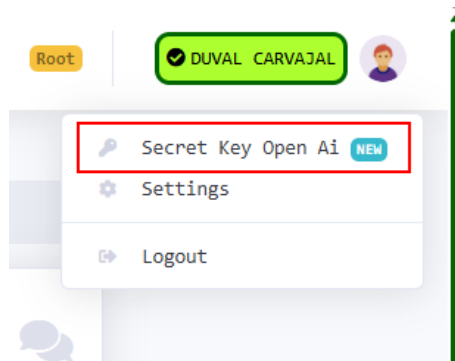 Root
DUVAL CARVAJAL
Secret Key Open Ai NEW
Settings
Logout